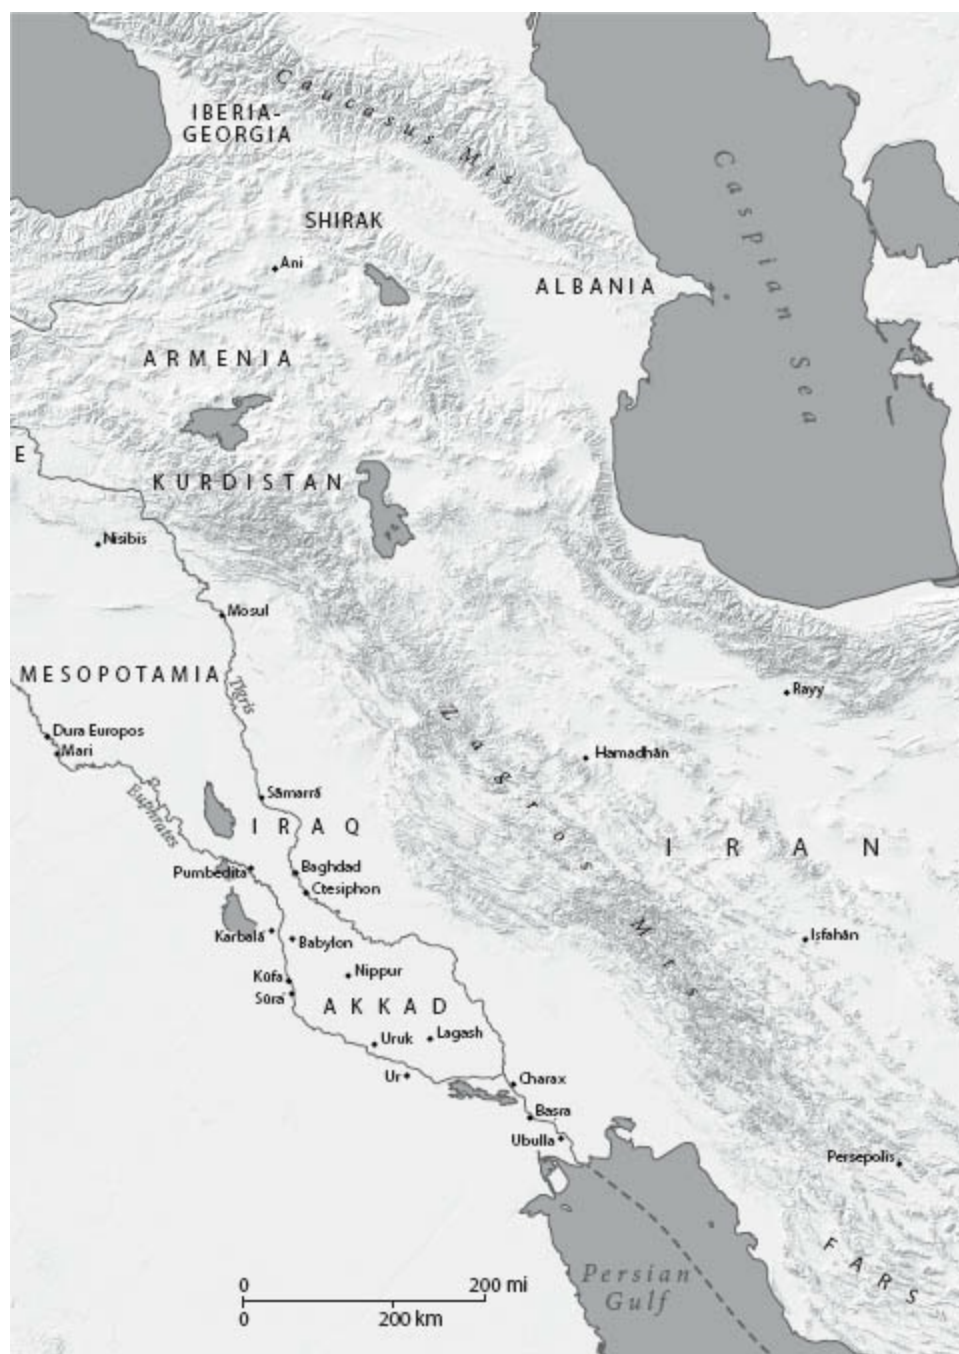 Caucasus Mts
IBERIA-
GEORGIA
Caspian Sea
SHIRAK
Ani
ALBANIA
ARMENIA
E
KURDISTAN
Nisibis
Mosul
MESOPOTAMIA
Tigris
Rayy
Dura Europos
Mari
Zagros Mts
Hamadhān
Euphrates
Sāmarrā
IRAQ
IRAN
Pumbedita
Baghdad
Ctesiphon
Karbalā
Babylon
Isfahān
Kūfa
Nippur
Sūra
AKKAD
Uruk
Lagash
Ur
Charax
Basra
Ubulla
Persepolis
FARS
Persian
Gulf
0 200 mi
0 200 km